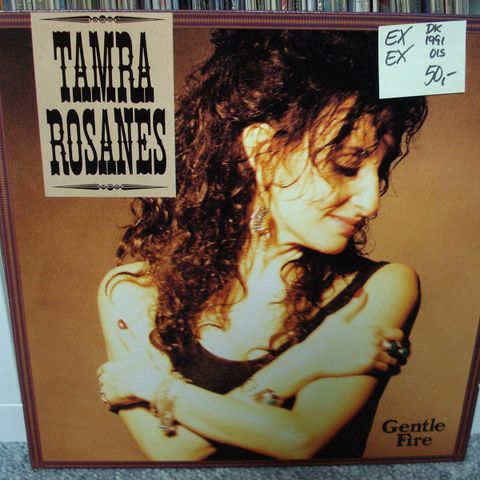 TAMRA
ROSANES
EX DK
1991
EX OIS
50,-
Gentle
Fire